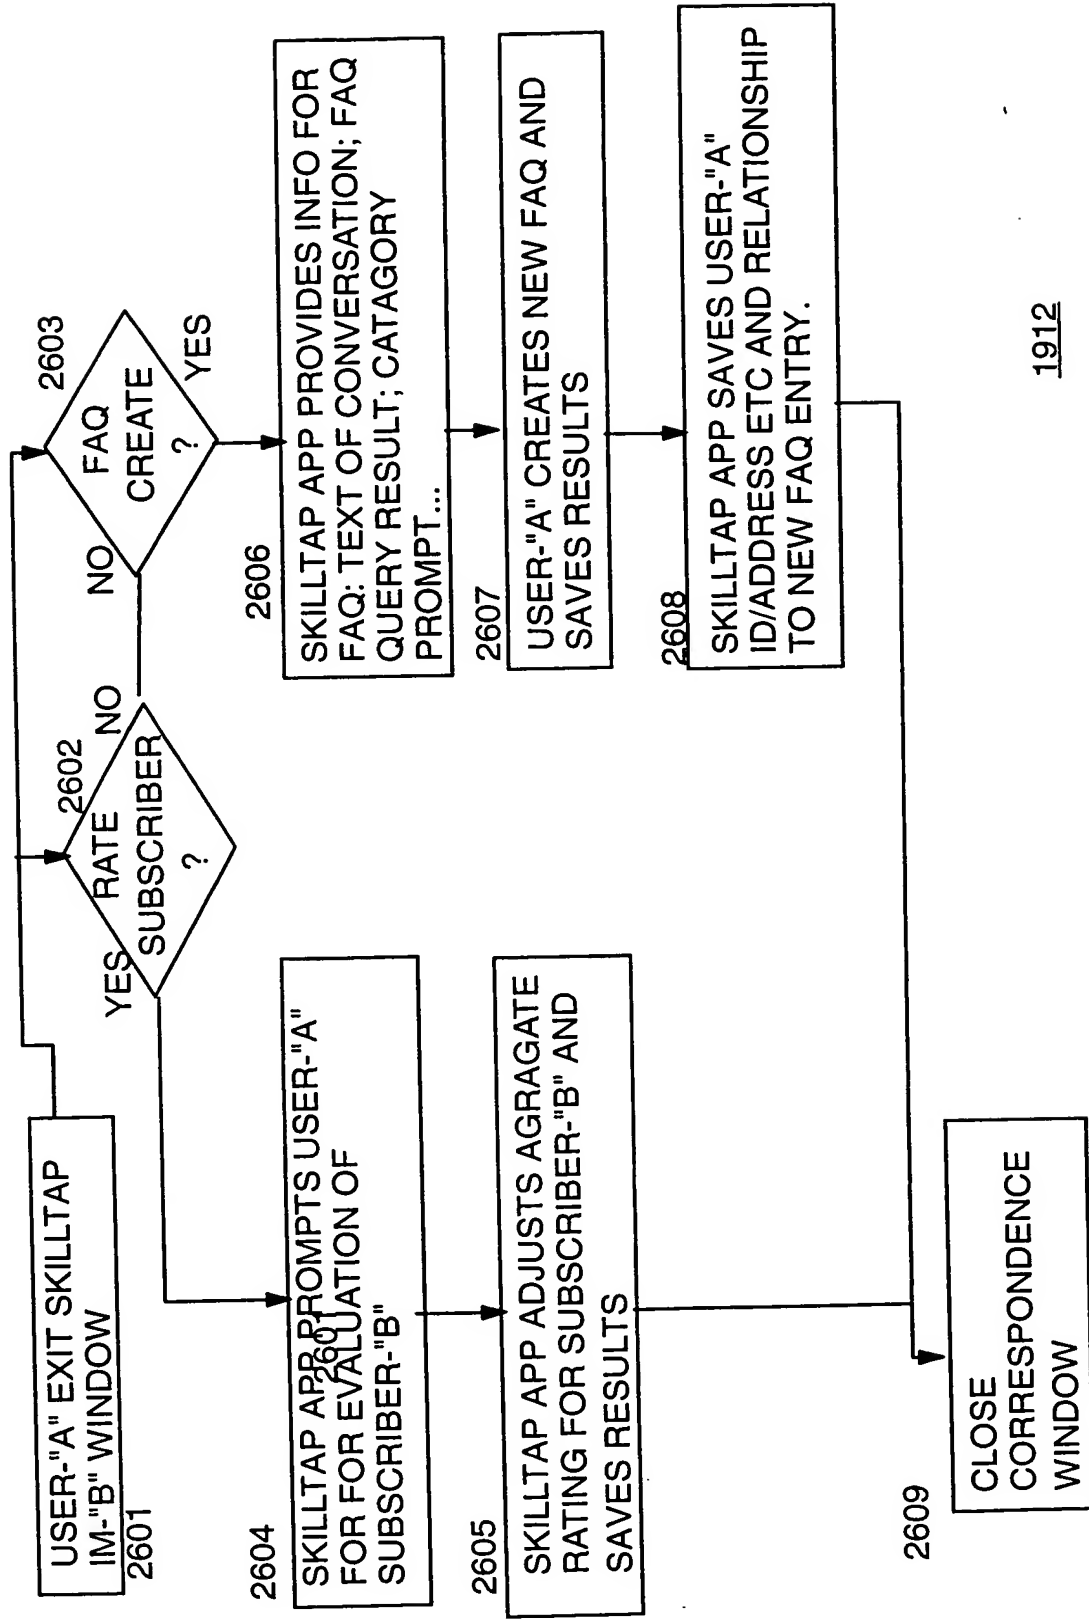 USER-"A" EXIT SKILLTAP
IM-"B" WINDOW
2601
2602
YES
RATE
SUBSCRIBER
?
NO
2603
NO
FAQ
CREATE
?
YES
2604
SKILLTAP APP PROMPTS USER-"A"
2601
FOR FOR EVALUATION OF
SUBSCRIBER-"B"
2605
SKILLTAP APP ADJUSTS AGRAGATE
RATING FOR SUBSCRIBER-"B" AND
SAVES RESULTS
2606
SKILLTAP APP PROVIDES INFO FOR
FAQ: TEXT OF CONVERSATION; FAQ
QUERY RESULT; CATAGORY
PROMPT...
2607
USER-"A" CREATES NEW FAQ AND
SAVES RESULTS
2608
SKILLTAP APP SAVES USER-"A"
ID/ADDRESS ETC AND RELATIONSHIP
TO NEW FAQ ENTRY.
2609
CLOSE
CORRESPONDENCE
WINDOW
1912